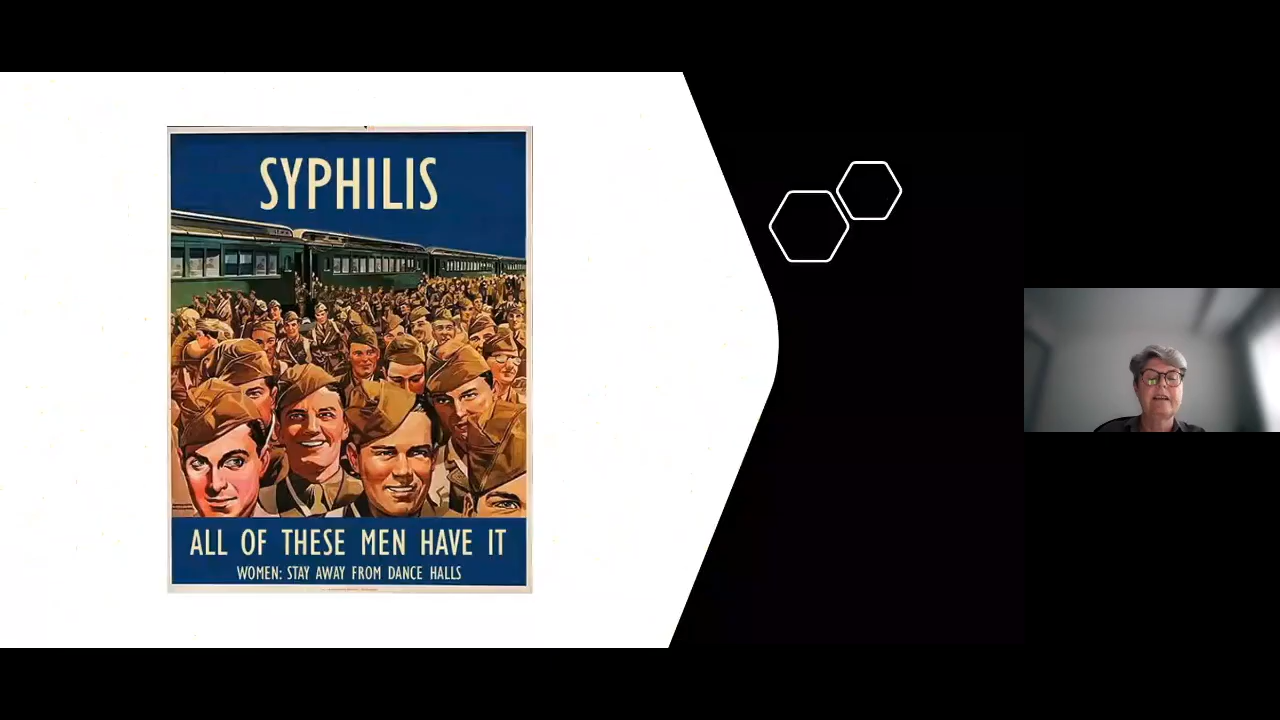 SYPHILIS
ALL OF THESE MEN HAVE IT
WOMEN: STAY AWAY FROM DANCE HALLS